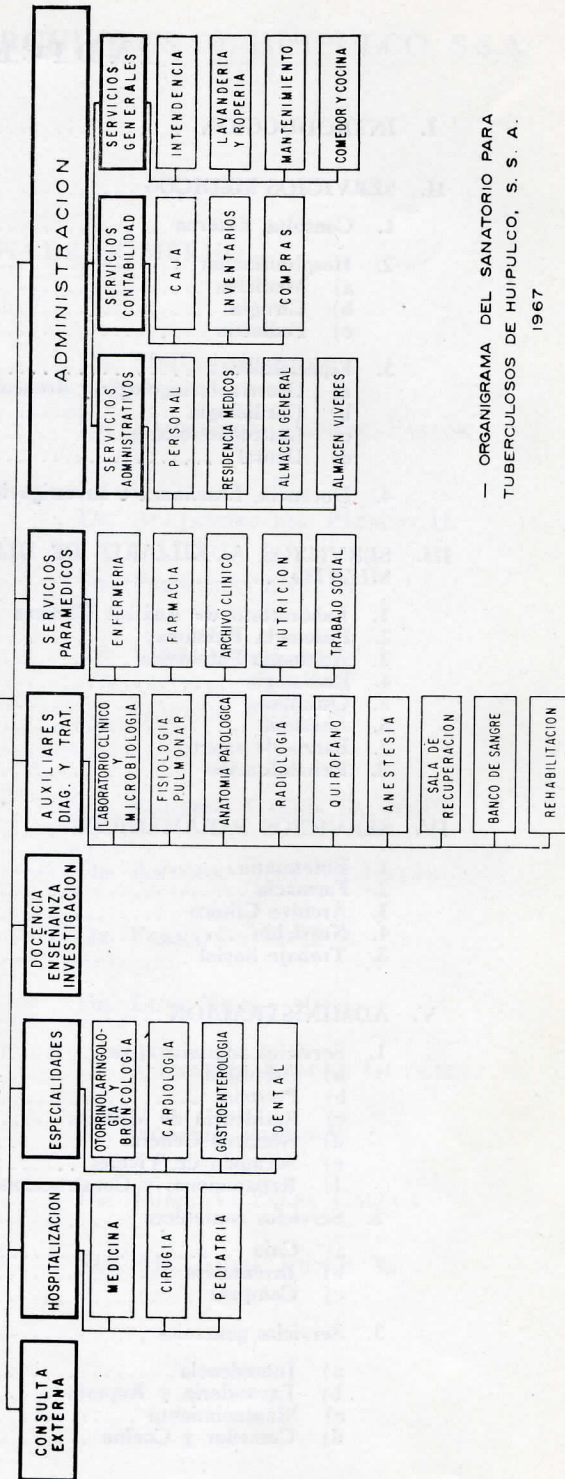 CONSULTA
EXTERNA
HOSPITALIZACION
MEDICINA
CIRIGIA
PEDIATRIA
ESPECIALIDADES
OTORRINOLARINGOLO-
GIA Y
BRONCOLOGIA
CARDIOLOGIA
GASTROENTEROLOGIA
DENTAL
DOCENCIA
ENSEÑANZA
INVESTIGACION
AUXILIARES
DIAG. Y TRAT.
LABORATORIO CLINICO
Y
MICROBIOLOGIA
FISIOLOGIA
PULMONAR
ANATOMIA PATOLOGICA
RADIOLOGIA
QUIROFANO
ANESTESIA
SALA DE
RECUPERACION
BANCO DE SANGRE
REHABILITACION
SERVICIOS
PARAMEDICOS
ENFERMERIA
FARMACIA
ARCHIVO CLINICO
NUTRICION
TRABAJO SOCIAL
ADMINISTRACION
SERVICIOS
ADMINISTRATIVOS
PERSONAL
RESIDENCIA MEDICOS
ALMACEN GENERAL
ALMACEN VIVERES
SERVICIOS
CONTABILIDAD
CAJA
INVENTARIOS
COMPRAS
SERVICIOS
GENERALES
INTENDENCIA
LAVANDERIA
Y ROPERIA
MANTENIMIENTO
COMEDOR Y COCINA
— ORGANIGRAMA DEL SANATORIO PARA
TUBERCULOSOS DE HUIPULCO, S. S. A.
1967